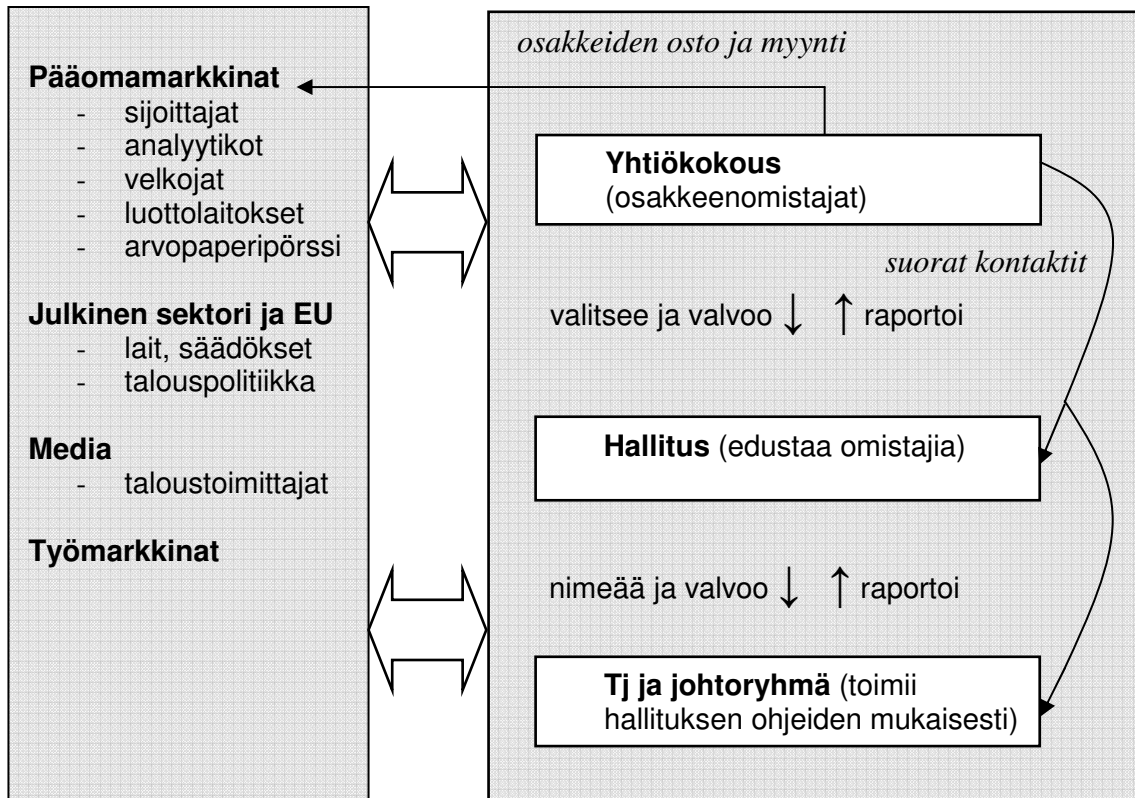 Pääomamarkkinat
- sijoittajat
- analyytikot
- velkojat
- luottolaitokset
- arvopaperipörssi
Julkinen sektori ja EU
- lait, säädökset
- talouspolitiikka
Media
- taloustoimittajat
Työmarkkinat
osakkeiden osto ja myynti
Yhtiökokous
(osakkeenomistajat)
suorat kontaktit
valitsee ja valvoo ↓ ↑ raportoi
Hallitus (edustaa omistajia)
nimeää ja valvoo ↓ ↑ raportoi
Tj ja johtoryhmä (toimii
hallituksen ohjeiden mukaisesti)